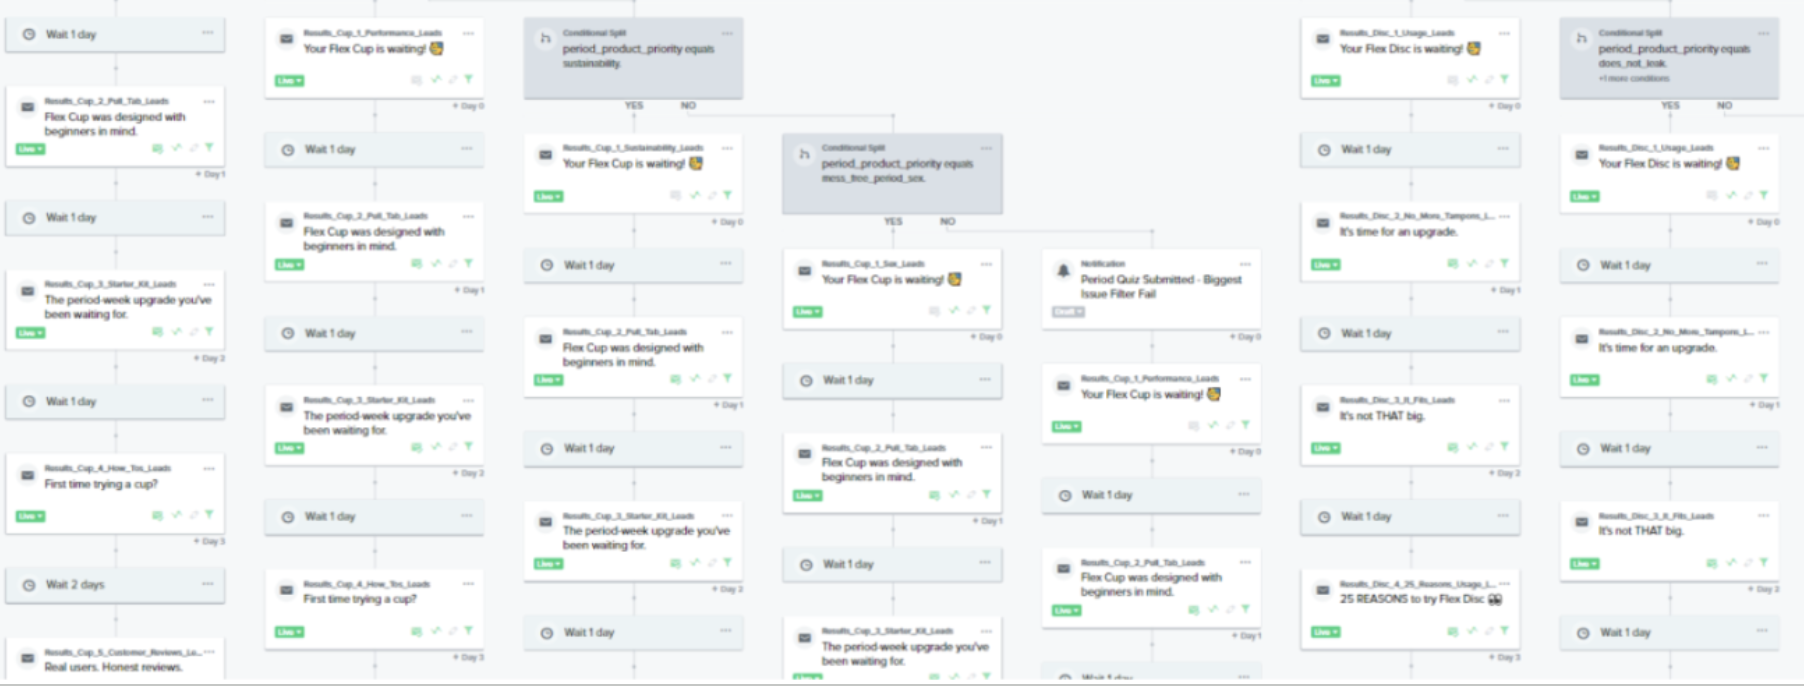 Wait 1 day
Results_Cup_2_Pull_Tab_Leads
Flex Cup was designed with
beginners in mind.
Live
+ Day 1
Wait 1 day
Results_Cup_3_Starter_Kit_Leads
The period-week upgrade you've
been waiting for.
Live
+ Day 2
Wait 1 day
Results_Cup_4_How_Tos_Leads
First time trying a cup?
Live
+ Day 3
Wait 2 days
Results_Cup_5_Customer_Reviews_Le...
Real users. Honest reviews.
Results_Cup_1_Performance_Leads
Your Flex Cup is waiting!
Live
+ Day 0
Wait 1 day
Results_Cup_2_Pull_Tab_Leads
Flex Cup was designed with
beginners in mind.
Live
+ Day 1
Wait 1 day
Results_Cup_3_Starter_Kit_Leads
The period-week upgrade you've
been waiting for.
Live
+ Day 2
Wait 1 day
Results_Cup_4_How_Tos_Leads
First time trying a cup?
Live
+ Day 3
Conditional Split
period_product_priority equals
sustainability.
YES NO
Results_Cup_1_Sustainability_Leads
Your Flex Cup is waiting!
Live
+ Day 0
Wait 1 day
Results_Cup_2_Pull_Tab_Leads
Flex Cup was designed with
beginners in mind.
Live
+ Day 1
Wait 1 day
Results_Cup_3_Starter_Kit_Leads
The period-week upgrade you've
been waiting for.
Live
+ Day 2
Wait 1 day
Conditional Split
period_product_priority equals
mess_free_period_sex.
YES NO
Results_Cup_1_Sex_Leads
Your Flex Cup is waiting!
Live
+ Day 0
Wait 1 day
Results_Cup_2_Pull_Tab_Leads
Flex Cup was designed with
beginners in mind.
Live
+ Day 1
Wait 1 day
Results_Cup_3_Starter_Kit_Leads
The period-week upgrade you've
been waiting for.
Live
Notification
Period Quiz Submitted - Biggest
Issue Filter Fail
Draft
+ Day 0
Results_Cup_1_Performance_Leads
Your Flex Cup is waiting!
Live
+ Day 0
Wait 1 day
Results_Cup_2_Pull_Tab_Leads
Flex Cup was designed with
beginners in mind.
Live
+ Day 1
Wait 1 day
Results_Disc_1_Usage_Leads
Your Flex Disc is waiting!
Live
+ Day 0
Wait 1 day
Results_Disc_2_No_More_Tampons_L...
It's time for an upgrade.
Live
+ Day 1
Wait 1 day
Results_Disc_3_It_Fits_Leads
It's not THAT big.
Live
+ Day 2
Wait 1 day
Results_Disc_4_25_Reasons_Usage_L...
25 REASONS to try Flex Disc
Live
+ Day 3
Conditional Split
period_product_priority equals
does_not_leak.
+1 more conditions
YES NO
Results_Disc_1_Usage_Leads
Your Flex Disc is waiting!
Live
+ Day 0
Wait 1 day
Results_Disc_2_No_More_Tampons_L...
It's time for an upgrade.
Live
+ Day 1
Wait 1 day
Results_Disc_3_It_Fits_Leads
It's not THAT big.
Live
+ Day 2
Wait 1 day